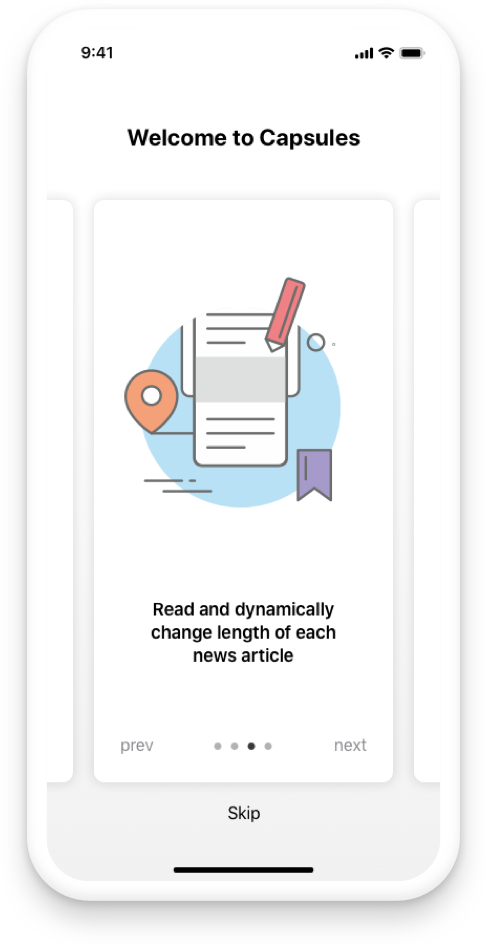 9:41
Welcome to Capsules
Read and dynamically
change length of each
news article
prev
next
Skip